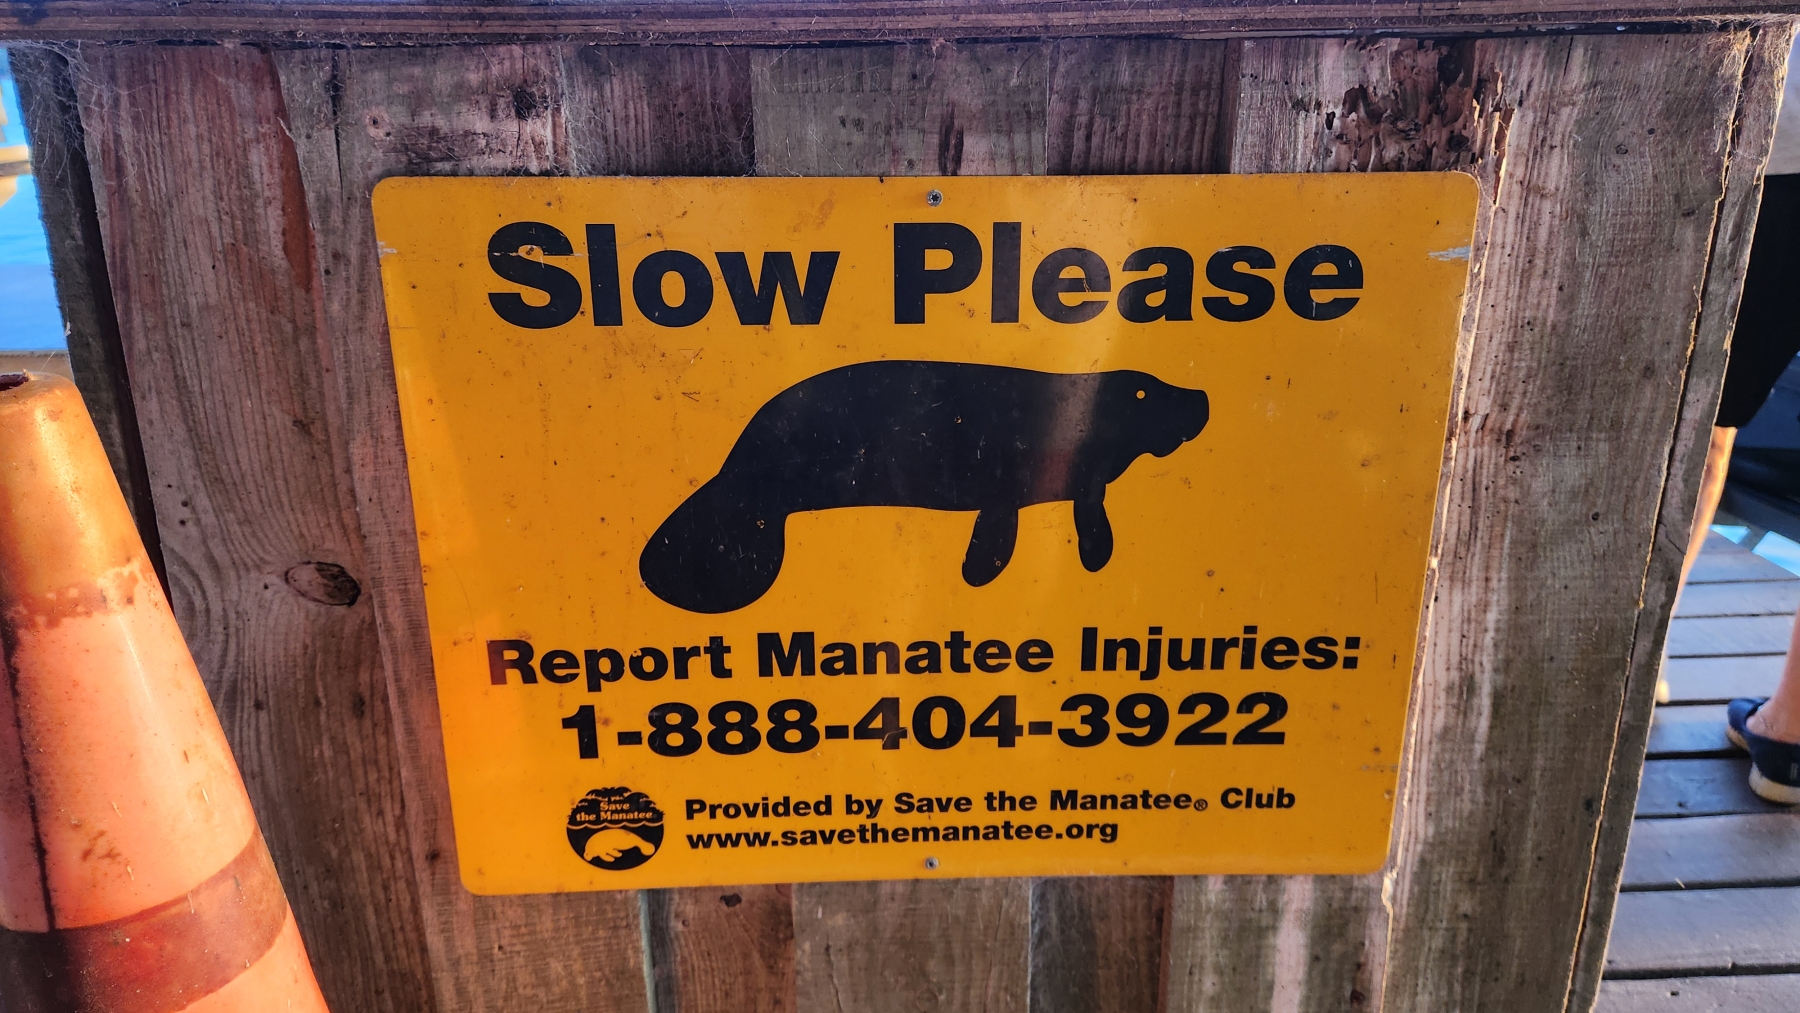 Slow Please
Report Manatee Injuries:
1-888-404-3922
Save
the Manatee
Provided by Save the Manatee® Club
www.savethemanatee.org